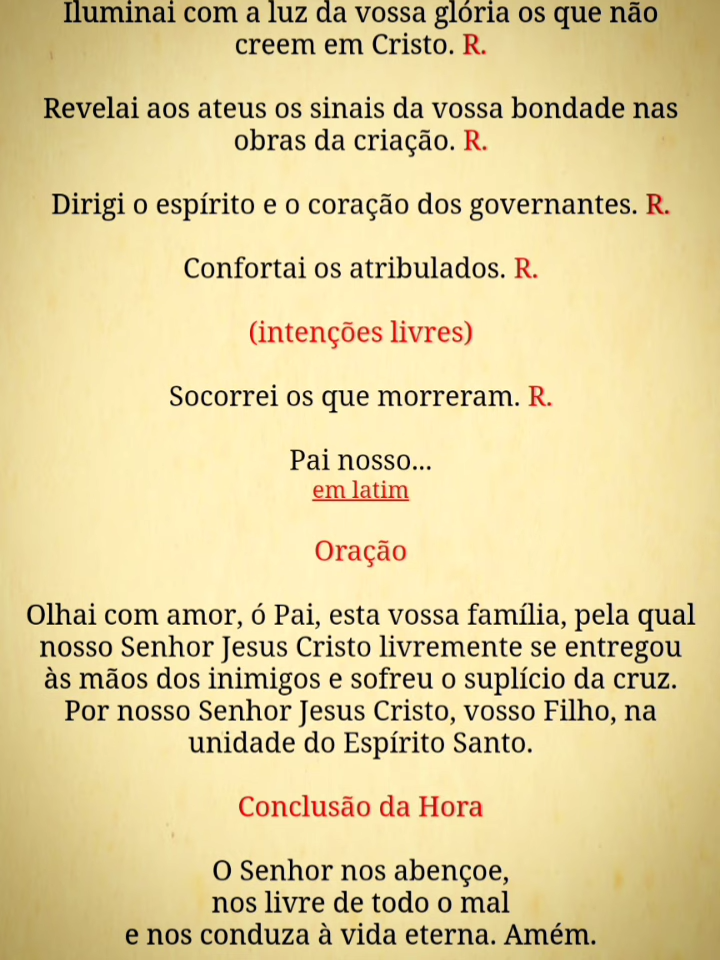 Iluminai com a luz da vossa glória os que não
creem em Cristo. R.
Revelai aos ateus os sinais da vossa bondade nas
obras da criação. R.
Dirigi o espírito e o coração dos governantes. R.
Confortai os atribulados. R.
(intenções livres)
Socorrei os que morreram. R.
Pai nosso...
em latim
Oração
Olhai com amor, ó Pai, esta vossa família, pela qual
nosso Senhor Jesus Cristo livremente se entregou
às mãos dos inimigos e sofreu o suplício da cruz.
Por nosso Senhor Jesus Cristo, vosso Filho, na
unidade do Espírito Santo.
Conclusão da Hora
O Senhor nos abençoe,
nos livre de todo o mal
e nos conduza à vida eterna. Amém.